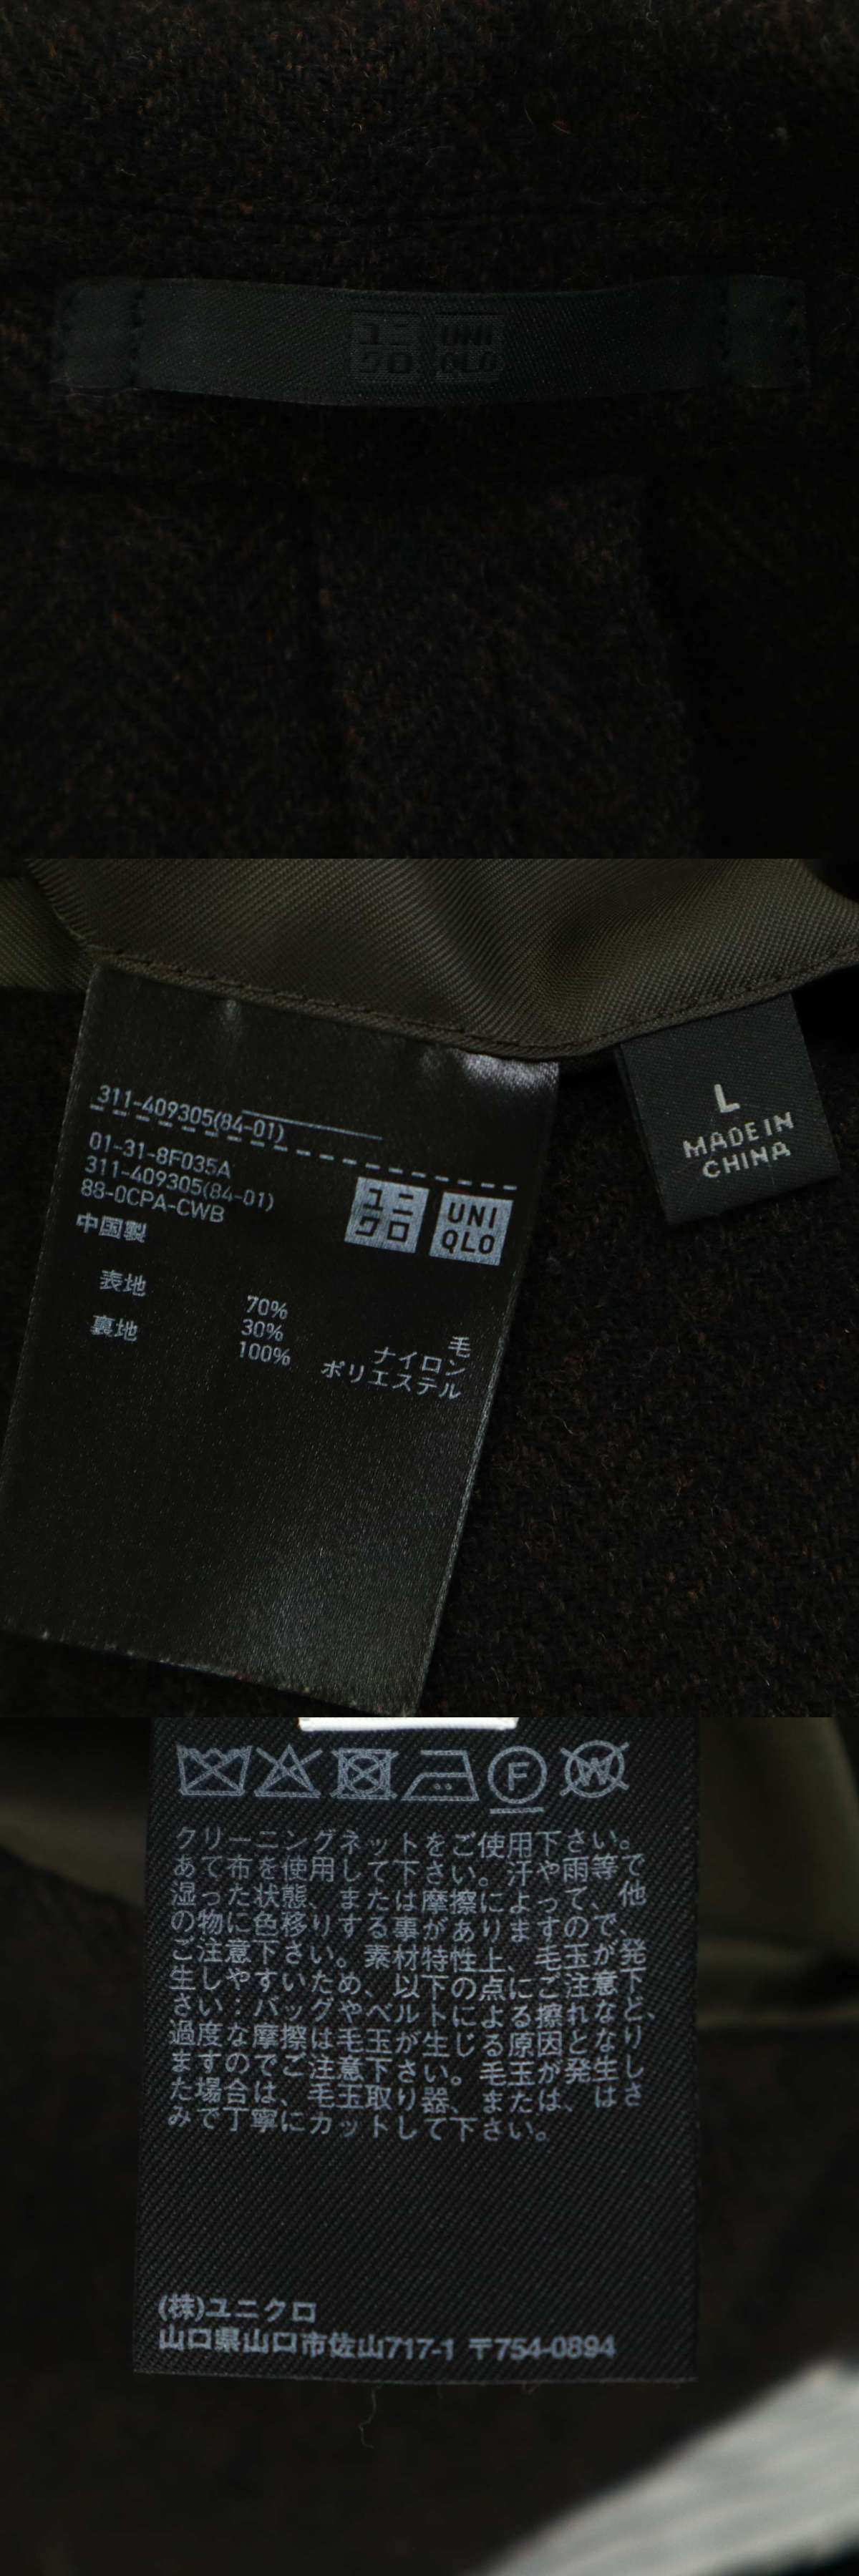 ユニ
クロ
UNI
QLO
311-409305(84-01)
01-31-8F035A
311-409305(84-01)
88-0CPA-CWB
中国製
ユニ
クロ
UNI
QLO
表地 70% 毛
30% ナイロン
裏地 100% ポリエステル
L
MADE IN
CHINA
F
W
クリーニングネットをご使用下さい。
あて布を使用して下さい。汗や雨等で
湿った状態、または摩擦によって、他
の物に色移りする事がありますので、
ご注意下さい。素材特性上、毛玉が発
生しやすいため、以下の点にご注意下
さい：バッグやベルトによる擦れなど、
過度な摩擦は毛玉が生じる原因となり
ますのでご注意下さい。毛玉が発生し
た場合は、毛玉取り器、または、はさ
みで丁寧にカットして下さい。
(株)ユニクロ
山口県山口市佐山717-1 〒754-0894